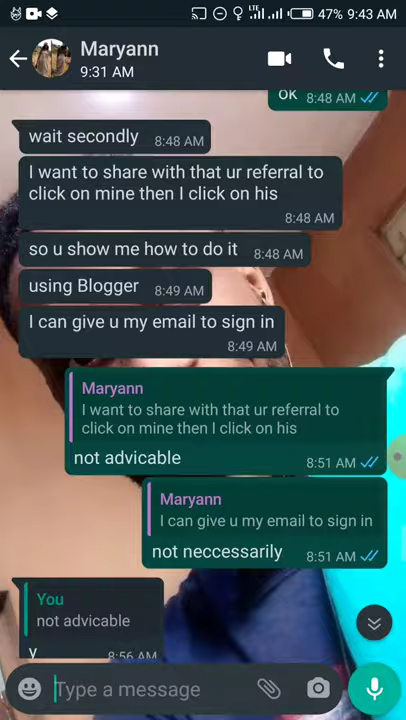 LTE 47% 9:43 AM
Maryann
9:31 AM
ok 8:48 AM
wait secondly 8:48 AM
I want to share with that ur referral to
click on mine then I click on his
8:48 AM
so u show me how to do it 8:48 AM
using Blogger 8:49 AM
I can give u my email to sign in
8:49 AM
Maryann
I want to share with that ur referral to
click on mine then I click on his
not advicable 8:51 AM
Maryann
I can give u my email to sign in
not neccessarily 8:51 AM
You
not advicable
y 8:56 AM
Type a message